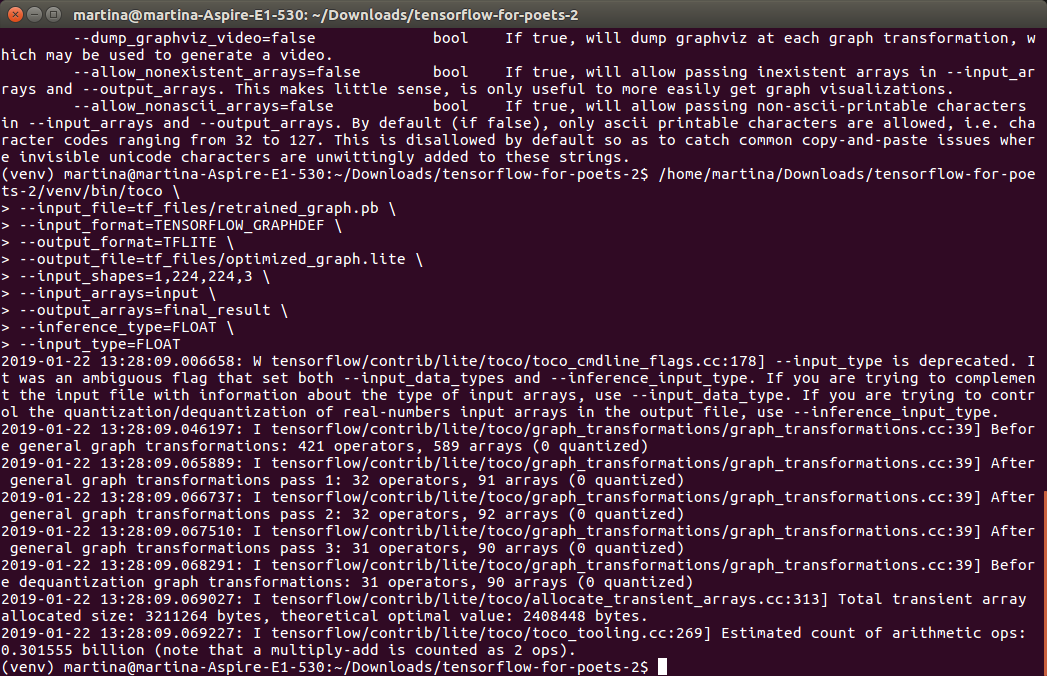 martina@martina-Aspire-E1-530: ~/Downloads/tensorflow-for-poets-2
        --dump_graphviz_video=false             bool    If true, will dump graphviz at each graph transformation, w
hich may be used to generate a video.
        --allow_nonexistent_arrays=false        bool    If true, will allow passing inexistent arrays in --input_ar
rays and --output_arrays. This makes little sense, is only useful to more easily get graph visualizations.
        --allow_nonascii_arrays=false           bool    If true, will allow passing non-ascii-printable characters 
in --input_arrays and --output_arrays. By default (if false), only ascii printable characters are allowed, i.e. cha
racter codes ranging from 32 to 127. This is disallowed by default so as to catch common copy-and-paste issues wher
e invisible unicode characters are unwittingly added to these strings.
(venv) martina@martina-Aspire-E1-530:~/Downloads/tensorflow-for-poets-2$ /home/martina/Downloads/tensorflow-for-poe
ts-2/venv/bin/toco \
> --input_file=tf_files/retrained_graph.pb \
> --input_format=TENSORFLOW_GRAPHDEF \
> --output_format=TFLITE \
> --output_file=tf_files/optimized_graph.lite \
> --input_shapes=1,224,224,3 \
> --input_arrays=input \
> --output_arrays=final_result \
> --inference_type=FLOAT \
> --input_type=FLOAT
2019-01-22 13:28:09.006658: W tensorflow/contrib/lite/toco/toco_cmdline_flags.cc:178] --input_type is deprecated. I
t was an ambiguous flag that set both --input_data_types and --inference_input_type. If you are trying to complemen
t the input file with information about the type of input arrays, use --input_data_type. If you are trying to contr
ol the quantization/dequantization of real-numbers input arrays in the output file, use --inference_input_type.
2019-01-22 13:28:09.046197: I tensorflow/contrib/lite/toco/graph_transformations/graph_transformations.cc:39] Befor
e general graph transformations: 421 operators, 589 arrays (0 quantized)
2019-01-22 13:28:09.065889: I tensorflow/contrib/lite/toco/graph_transformations/graph_transformations.cc:39] After
 general graph transformations pass 1: 32 operators, 91 arrays (0 quantized)
2019-01-22 13:28:09.066737: I tensorflow/contrib/lite/toco/graph_transformations/graph_transformations.cc:39] After
 general graph transformations pass 2: 32 operators, 92 arrays (0 quantized)
2019-01-22 13:28:09.067510: I tensorflow/contrib/lite/toco/graph_transformations/graph_transformations.cc:39] After
 general graph transformations pass 3: 31 operators, 90 arrays (0 quantized)
2019-01-22 13:28:09.068291: I tensorflow/contrib/lite/toco/graph_transformations/graph_transformations.cc:39] Befor
e dequantization graph transformations: 31 operators, 90 arrays (0 quantized)
2019-01-22 13:28:09.069027: I tensorflow/contrib/lite/toco/allocate_transient_arrays.cc:313] Total transient array 
allocated size: 3211264 bytes, theoretical optimal value: 2408448 bytes.
2019-01-22 13:28:09.069227: I tensorflow/contrib/lite/toco/toco_tooling.cc:269] Estimated count of arithmetic ops: 
0.301555 billion (note that a multiply-add is counted as 2 ops).
(venv) martina@martina-Aspire-E1-530:~/Downloads/tensorflow-for-poets-2$